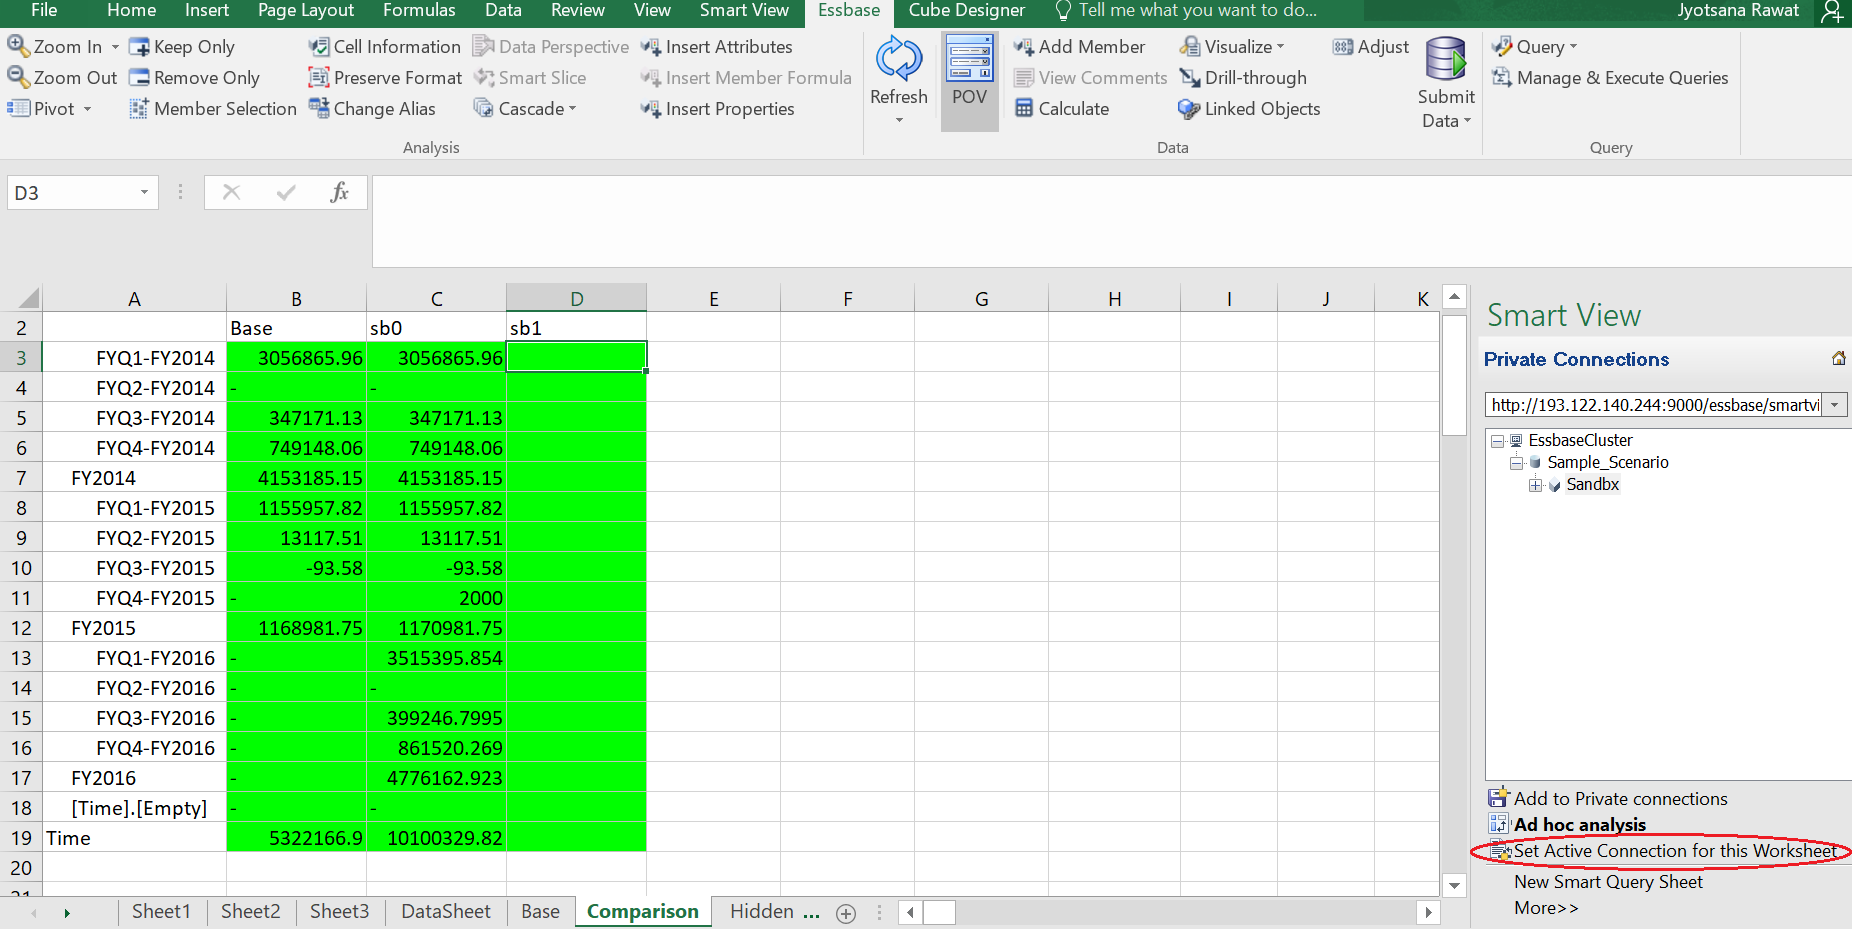 File Home Insert Page Layout Formulas Data Review View Smart View Essbase Cube Designer Tell me what you want to do... Jyotsana Rawat
Zoom In Keep Only Cell Information Data Perspective Insert Attributes Add Member Visualize Adjust Query
Zoom Out Remove Only Preserve Format Smart Slice Insert Member Formula View Comments Drill-through Manage & Execute Queries
Refresh POV Submit
Pivot Member Selection Change Alias Cascade Insert Properties Calculate Linked Objects
Data
Analysis Data Query
D3 fx
A B C D E F G H I J K
2 Base sb0 sb1
3 FYQ1-FY2014 3056865.96 3056865.96
4 FYQ2-FY2014 - -
5 FYQ3-FY2014 347171.13 347171.13
6 FYQ4-FY2014 749148.06 749148.06
7 FY2014 4153185.15 4153185.15
8 FYQ1-FY2015 1155957.82 1155957.82
9 FYQ2-FY2015 13117.51 13117.51
10 FYQ3-FY2015 -93.58 -93.58
11 FYQ4-FY2015 - 2000
12 FY2015 1168981.75 1170981.75
13 FYQ1-FY2016 - 3515395.854
14 FYQ2-FY2016 - -
15 FYQ3-FY2016 - 399246.7995
16 FYQ4-FY2016 - 861520.269
17 FY2016 - 4776162.923
18 [Time].[Empty] - -
19 Time 5322166.9 10100329.82
20
21
Sheet1 Sheet2 Sheet3 DataSheet Base Comparison Hidden ...
Smart View
Private Connections
http://193.122.140.244:9000/essbase/smartvi
EssbaseCluster
Sample_Scenario
Sandbx
Add to Private connections
Ad hoc analysis
Set Active Connection for this Worksheet
New Smart Query Sheet
More>>